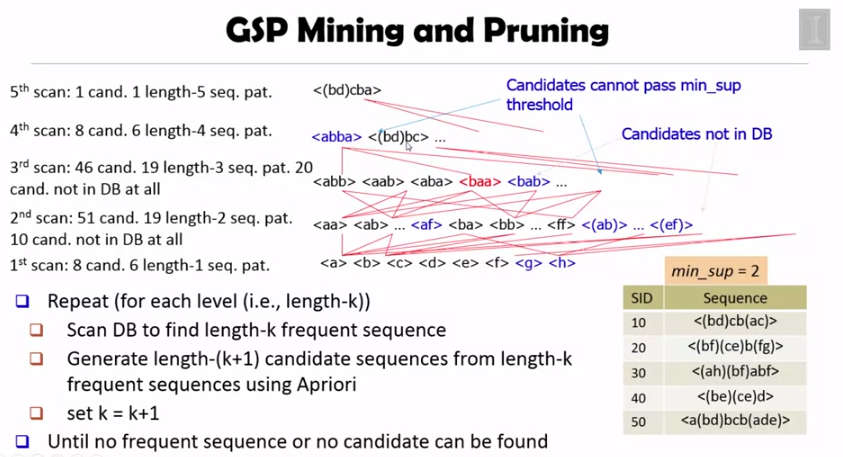 GSP Mining and Pruning
5th scan: 1 cand. 1 length-5 seq. pat.
<(bd)cba>
Candidates cannot pass min_sup
threshold
4th scan: 8 cand. 6 length-4 seq. pat.
<abba> <(bd)bc> ...
Candidates not in DB
3rd scan: 46 cand. 19 length-3 seq. pat. 20
cand. not in DB at all
<abb> <aab> <aba> <baa> <bab> ...
2nd scan: 51 cand. 19 length-2 seq. pat.
10 cand. not in DB at all
<aa> <ab> ... <af> <ba> <bb> ... <ff> <(ab)> ... <(ef)>
1st scan: 8 cand. 6 length-1 seq. pat.
<a> <b> <c> <d> <e> <f> <g> <h>
Repeat (for each level (i.e., length-k))
Scan DB to find length-k frequent sequence
Generate length-(k+1) candidate sequences from length-k
frequent sequences using Apriori
set k = k+1
Until no frequent sequence or no candidate can be found
min_sup = 2
SID Sequence
10 <(bd)cb(ac)>
20 <(bf)(ce)b(fg)>
30 <(ah)(bf)abf>
40 <(be)(ce)d>
50 <a(bd)bcb(ade)>